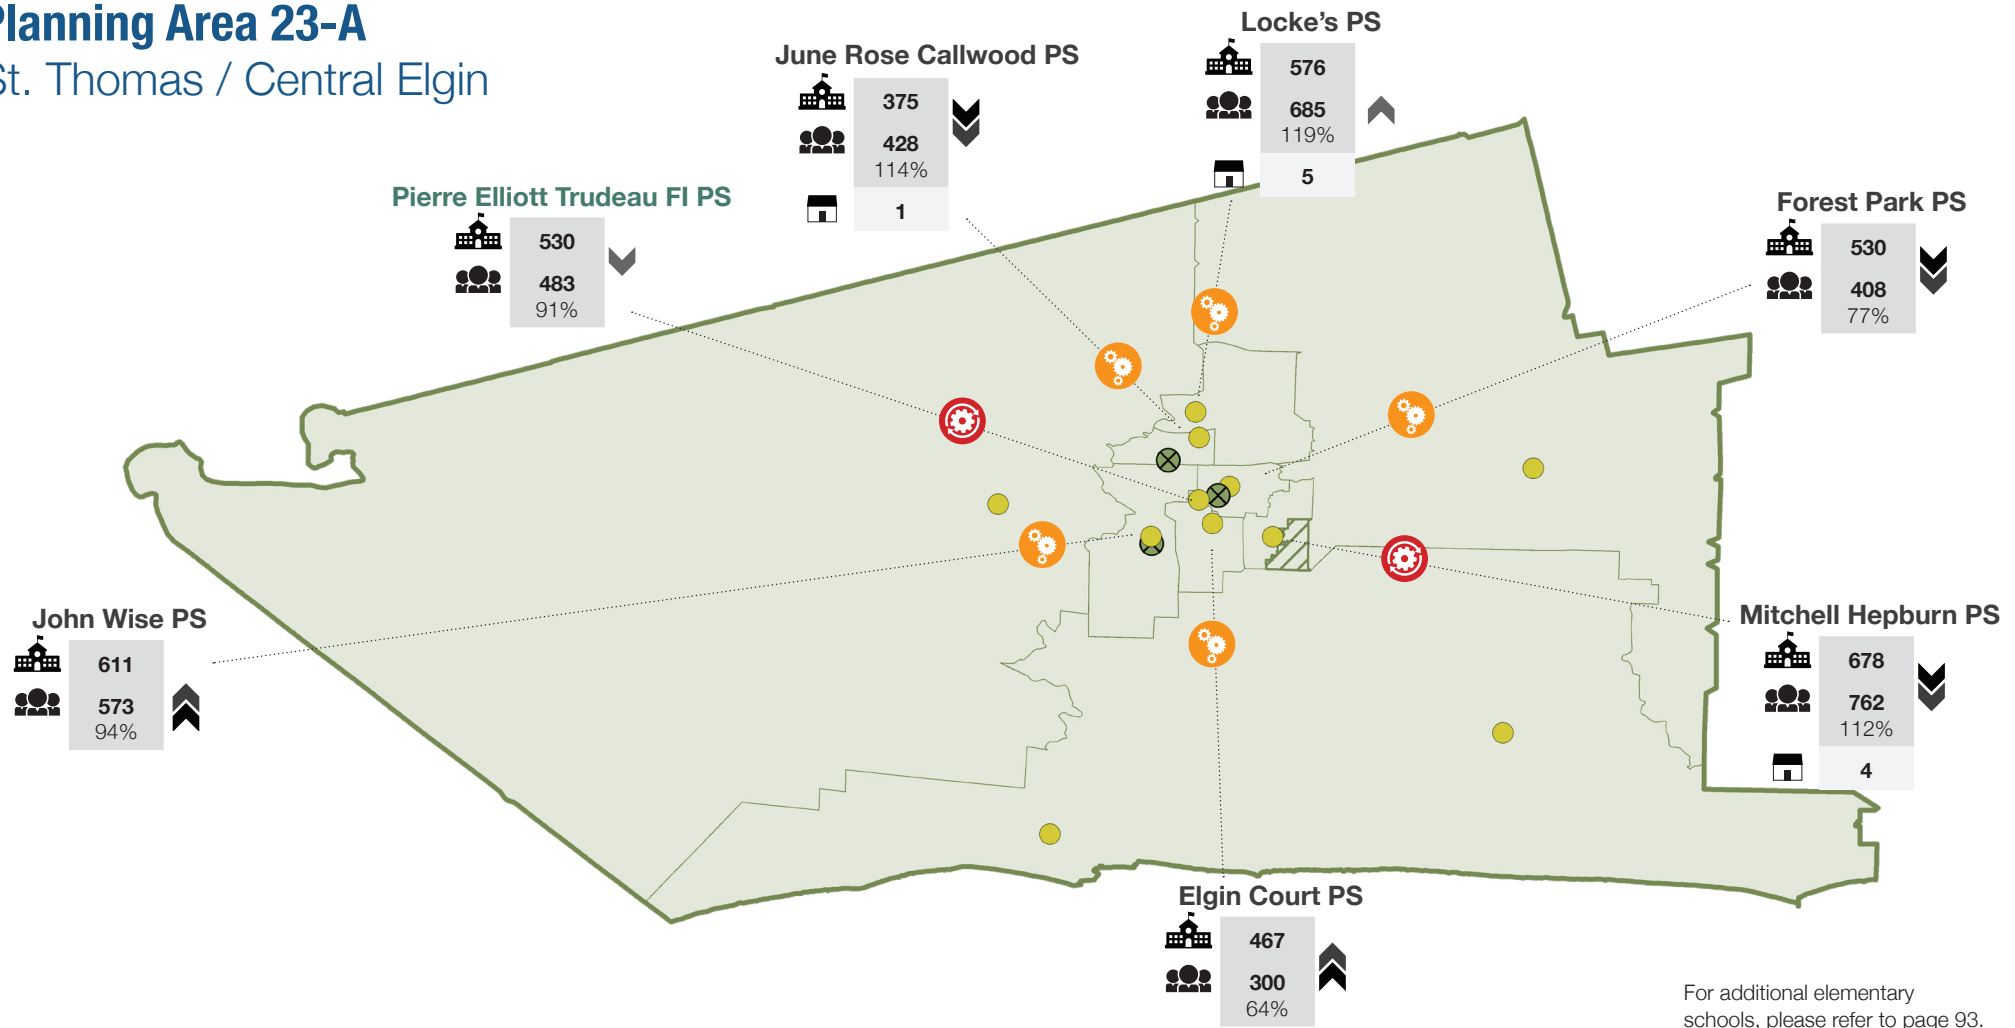 Planning Area 23-A
St. Thomas / Central Elgin
Locke's PS
576
685
119%
5
June Rose Callwood PS
375
428
114%
1
Pierre Elliott Trudeau FI PS
530
483
91%
Forest Park PS
530
408
77%
John Wise PS
611
573
94%
Mitchell Hepburn PS
678
762
112%
4
Elgin Court PS
467
300
64%
For additional elementary
schools, please refer to page 93.